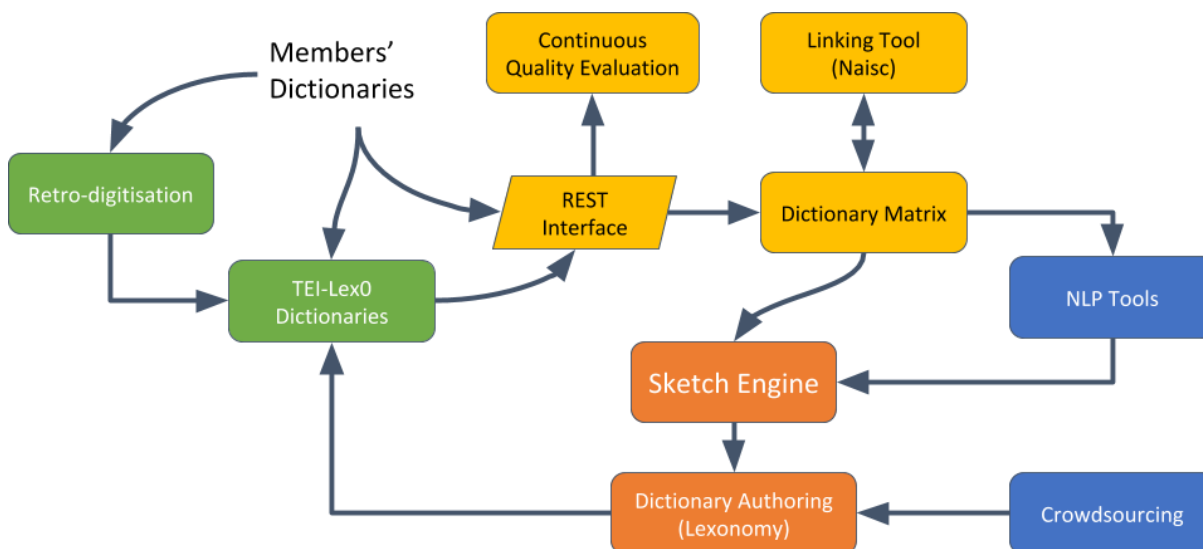 Members'
Dictionaries
Continuous
Quality Evaluation
Linking Tool
(Naisc)
Retro-digitisation
REST
Interface
Dictionary Matrix
TEI-Lex0
Dictionaries
NLP Tools
Sketch Engine
Dictionary Authoring
(Lexonomy)
Crowdsourcing